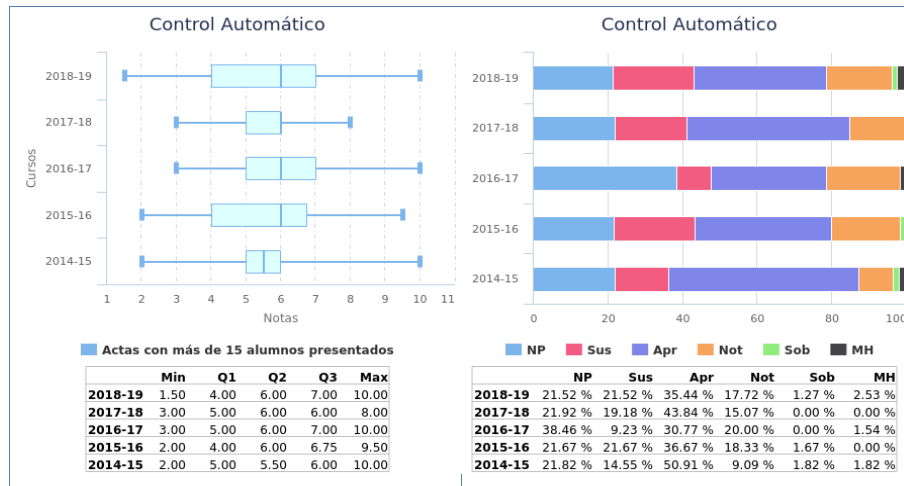 Control Automático
2018-19
2017-18
2016-17
2015-16
2014-15
Cursos
1 2 3 4 5 6 7 8 9 10 11
Notas
Actas con más de 15 alumnos presentados
Min Q1 Q2 Q3 Max
2018-19 1.50 4.00 6.00 7.00 10.00
2017-18 3.00 5.00 6.00 6.00 8.00
2016-17 3.00 5.00 6.00 7.00 10.00
2015-16 2.00 4.00 6.00 6.75 9.50
2014-15 2.00 5.00 5.50 6.00 10.00
Control Automático
2018-19
2017-18
2016-17
2015-16
2014-15
0 20 40 60 80 100
NP Sus Apr Not Sob MH
NP Sus Apr Not Sob MH
2018-19 21.52 % 21.52 % 35.44 % 17.72 % 1.27 % 2.53 %
2017-18 21.92 % 19.18 % 43.84 % 15.07 % 0.00 % 0.00 %
2016-17 38.46 % 9.23 % 30.77 % 20.00 % 0.00 % 1.54 %
2015-16 21.67 % 21.67 % 36.67 % 18.33 % 1.67 % 0.00 %
2014-15 21.82 % 14.55 % 50.91 % 9.09 % 1.82 % 1.82 %